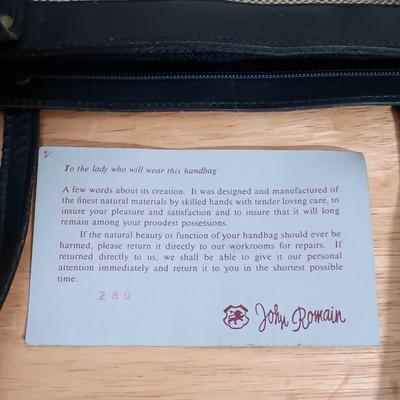 2/
To the lady who will wear this handbag
A few words about its creation. It was designed and manufactured of
the finest natural materials by skilled hands with tender loving care, to
insure your pleasure and satisfaction and to insure that it will long
remain among your proudest possessions.
If the natural beauty or function of your handbag should ever be
harmed, please return it directly to our workrooms for repairs. If
returned directly to us, we shall be able to give it our personal
attention immediately and return it to you in the shortest possible
time.
280
John Romain